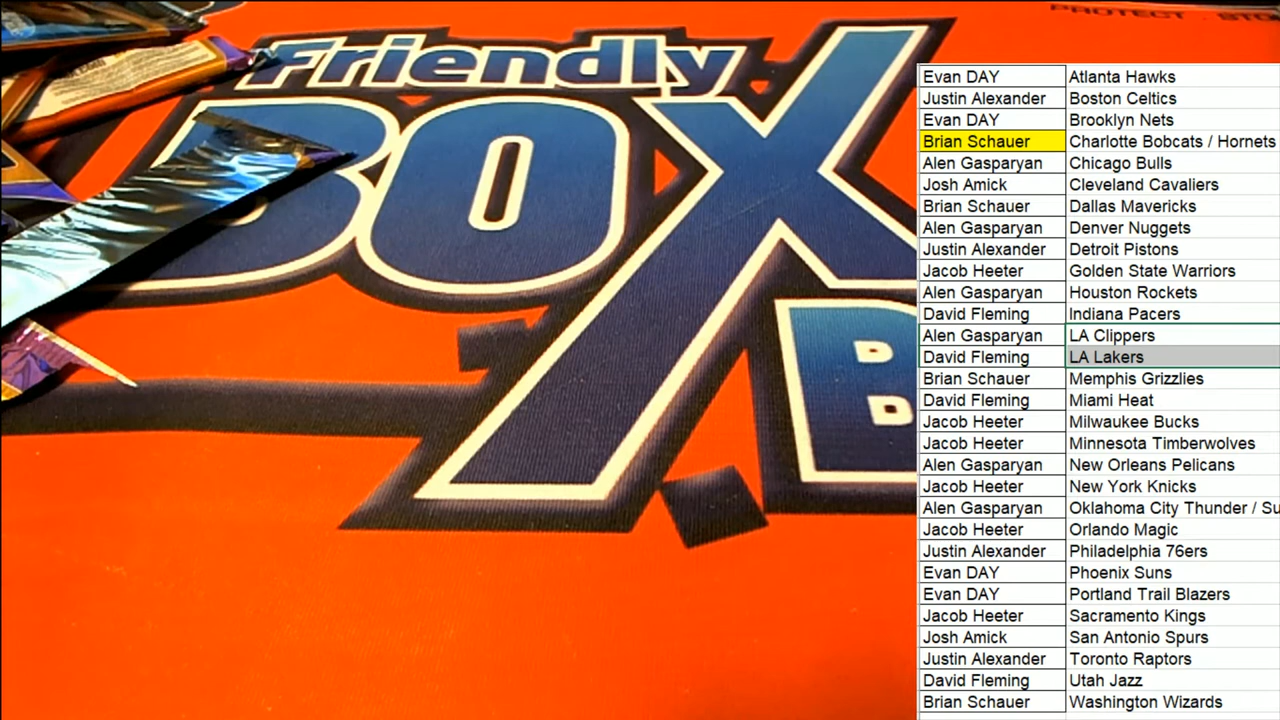 PROTECT
Friendly
BOX
B
Evan DAY Atlanta Hawks
Justin Alexander Boston Celtics
Evan DAY Brooklyn Nets
Brian Schauer Charlotte Bobcats / Hornets
Alen Gasparyan Chicago Bulls
Josh Amick Cleveland Cavaliers
Brian Schauer Dallas Mavericks
Alen Gasparyan Denver Nuggets
Justin Alexander Detroit Pistons
Jacob Heeter Golden State Warriors
Alen Gasparyan Houston Rockets
David Fleming Indiana Pacers
Alen Gasparyan LA Clippers
David Fleming LA Lakers
Brian Schauer Memphis Grizzlies
David Fleming Miami Heat
Jacob Heeter Milwaukee Bucks
Jacob Heeter Minnesota Timberwolves
Alen Gasparyan New Orleans Pelicans
Jacob Heeter New York Knicks
Alen Gasparyan Oklahoma City Thunder / Su
Jacob Heeter Orlando Magic
Justin Alexander Philadelphia 76ers
Evan DAY Phoenix Suns
Evan DAY Portland Trail Blazers
Jacob Heeter Sacramento Kings
Josh Amick San Antonio Spurs
Justin Alexander Toronto Raptors
David Fleming Utah Jazz
Brian Schauer Washington Wizards